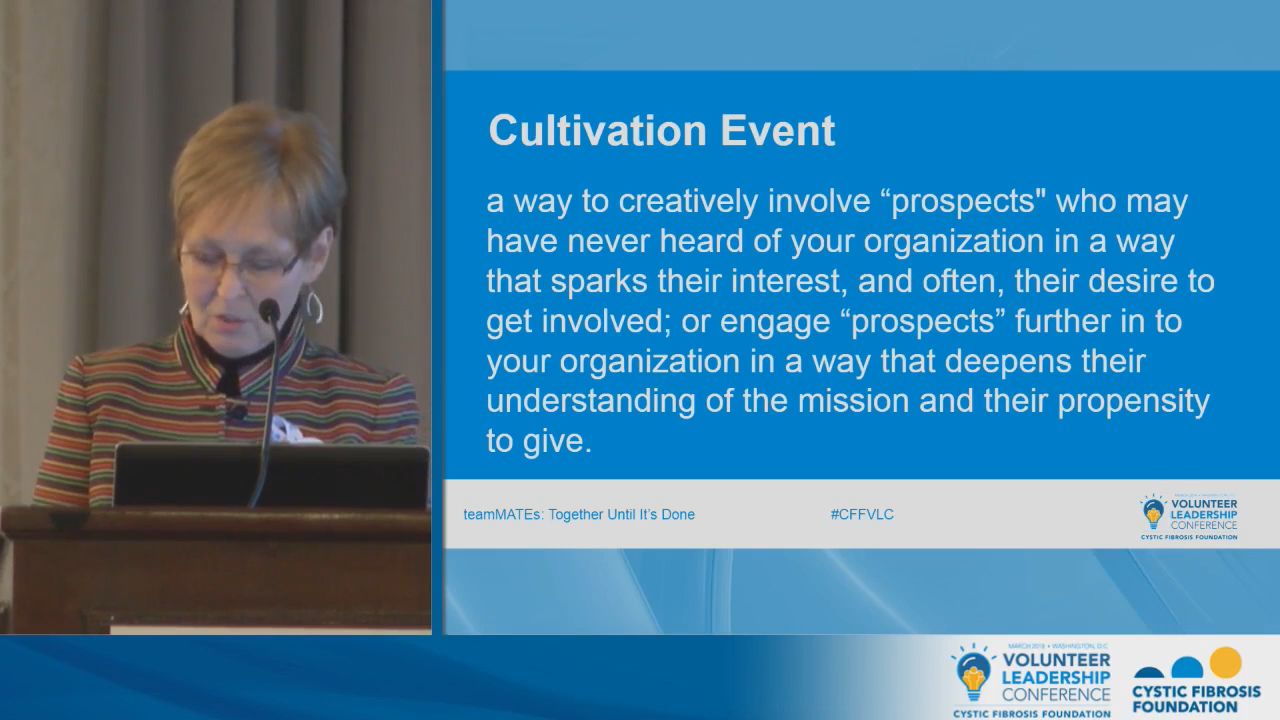 Cultivation Event
a way to creatively involve “prospects" who may
have never heard of your organization in a way
that sparks their interest, and often, their desire to
get involved; or engage “prospects” further in to
your organization in a way that deepens their
understanding of the mission and their propensity
to give.
teamMATEs: Together Until It’s Done
#CFFVLC
VOLUNTEER
LEADERSHIP
CONFERENCE
CYSTIC FIBROSIS FOUNDATION
MARCH 2018 • WASHINGTON, D.C.
VOLUNTEER
LEADERSHIP
CONFERENCE
CYSTIC FIBROSIS FOUNDATION
CYSTIC FIBROSIS
FOUNDATION